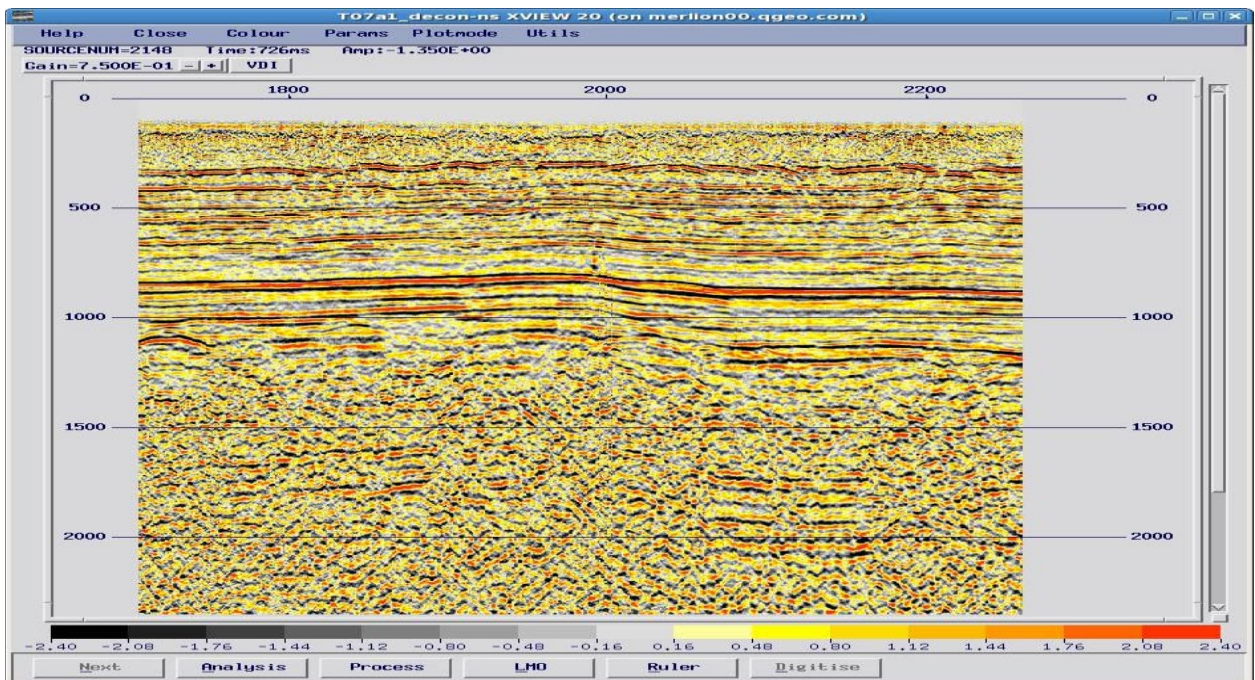 T07a1_decon-ns XVIEW 20 (on merlion00.qgeo.com)
Help Close Colour Params Plotmode Utils
SOURCENUM=2148 Time:726ms Amp:-1.350E+00
Gain=7.500E-01 - + VDI
1800 2000 2200
0 0
500 500
1000 1000
1500 1500
2000 2000
-2.40 -2.08 -1.76 -1.44 -1.12 -0.80 -0.48 -0.16 0.16 0.48 0.80 1.12 1.44 1.76 2.08 2.40
Next Analysis Process LMO Ruler Digitise